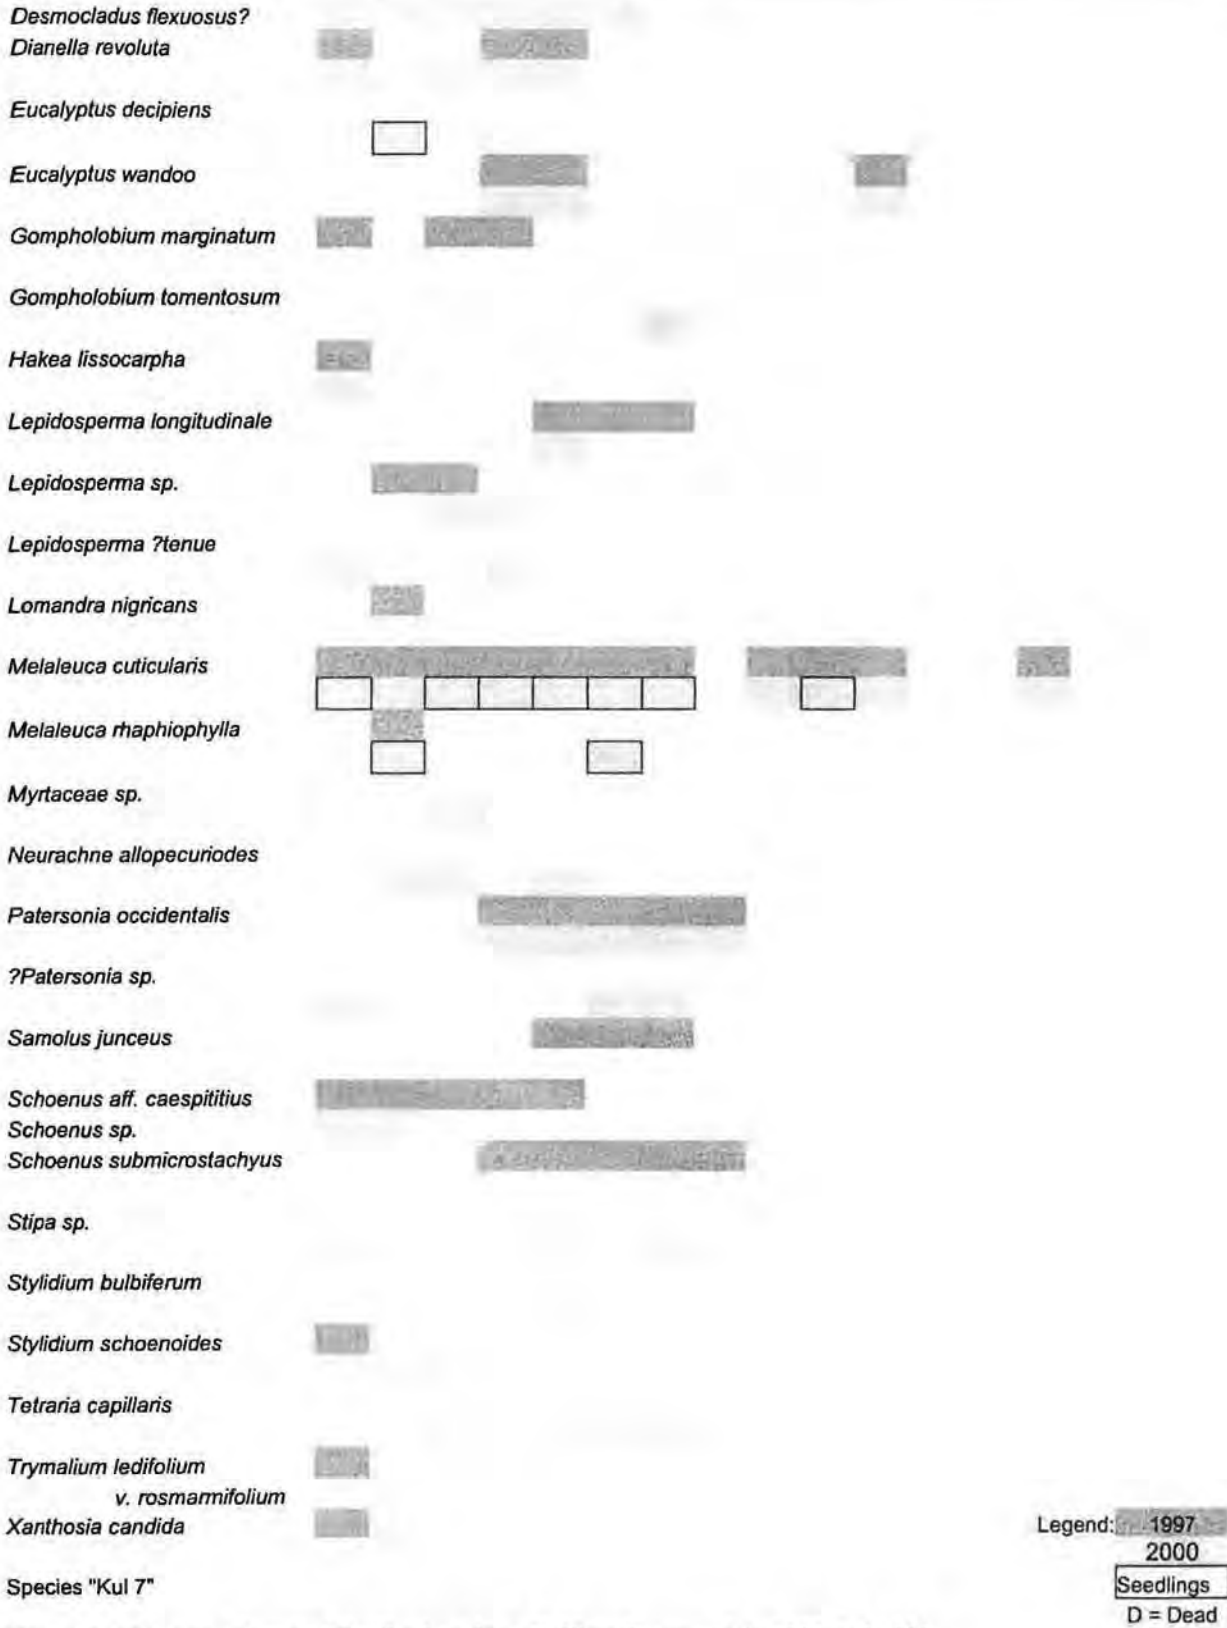 Desmocladus flexuosus?
Dianella revoluta
Eucalyptus decipiens
Eucalyptus wandoo
Gompholobium marginatum
Gompholobium tomentosum
Hakea lissocarpha
Lepidosperma longitudinale
Lepidosperma sp.
Lepidosperma ?tenue
Lomandra nigricans
Melaleuca cuticularis
Melaleuca rhaphiophylla
Myrtaceae sp.
Neurachne allopecuriodes
Patersonia occidentalis
?Patersonia sp.
Samolus junceus
Schoenus aff. caespititius
Schoenus sp.
Schoenus submicrostachyus
Stipa sp.
Stylidium bulbiferum
Stylidium schoenoides
Tetraria capillaris
Trymalium ledifolium
v. rosmarnifolium
Xanthosia candida
Species "Kul 7"
Legend: 1997
2000
Seedlings
D = Dead